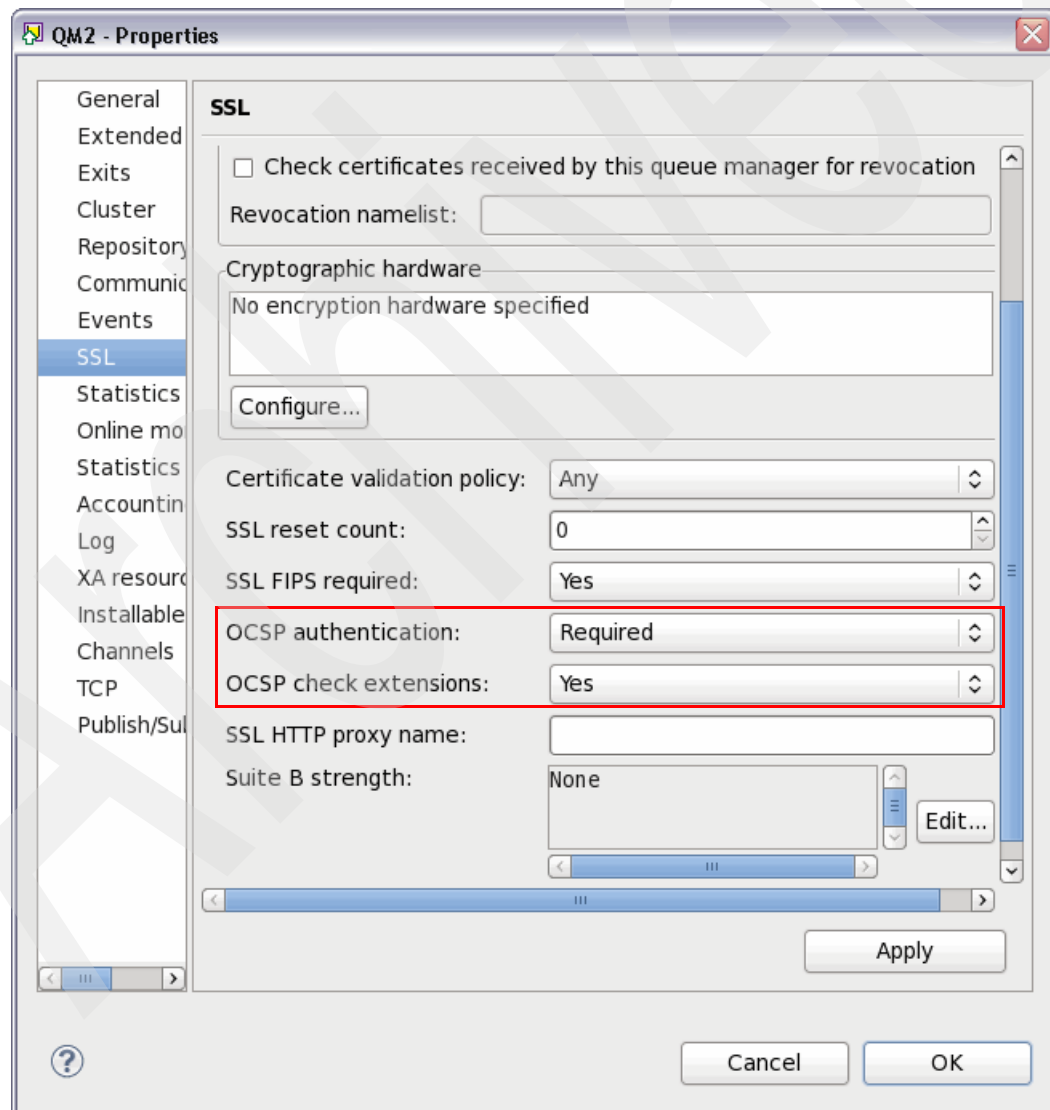 QM2 - Properties
General
Extended
Exits
Cluster
Repository
Communic
Events
SSL
Statistics
Online mo
Statistics
Accountin
Log
XA resourc
Installable
Channels
TCP
Publish/Sul
SSL
Check certificates received by this queue manager for revocation
Revocation namelist:
Cryptographic hardware
No encryption hardware specified
Configure...
Certificate validation policy: Any
SSL reset count: 0
SSL FIPS required: Yes
OCSP authentication: Required
OCSP check extensions: Yes
SSL HTTP proxy name:
Suite B strength: None
Edit...
Apply
Cancel OK